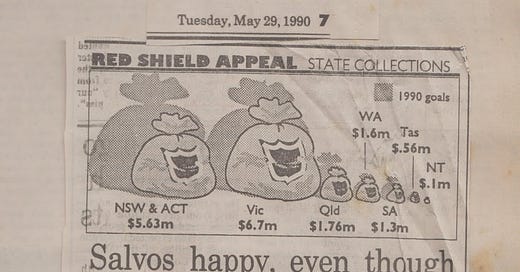 Tuesday, May 29, 1990 7
RED SHIELD APPEAL STATE COLLECTIONS
1990 goals
WA
$1.6m
Tas
$.56m
NT
$.1m
NSW & ACT
$5.63m
Vic
$6.7m
Qld
$1.76m
SA
$1.3m
Salvos happy, even though